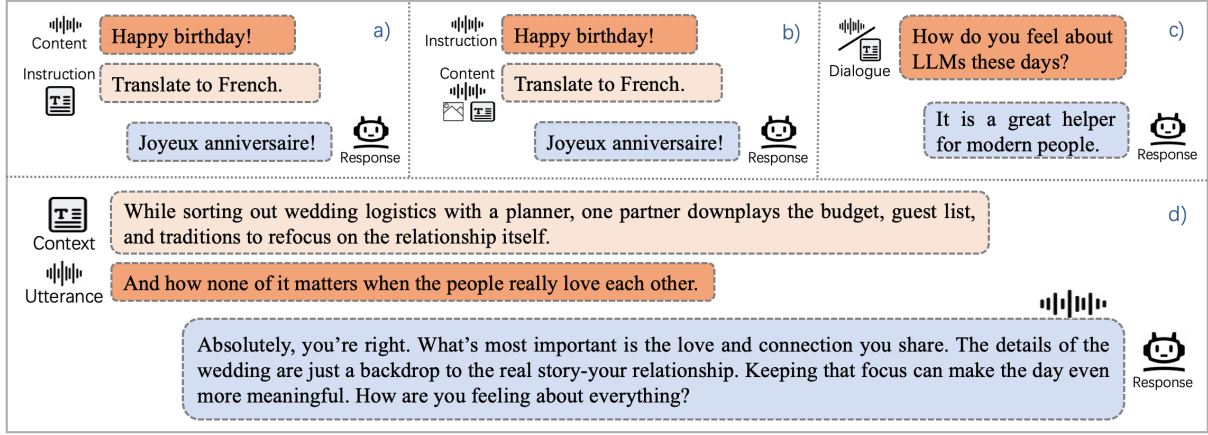 Content
Happy birthday!
a)
Instruction
Translate to French.
Joyeux anniversaire!
Response
Instruction
Happy birthday!
b)
Content
Translate to French.
Joyeux anniversaire!
Response
Dialogue
How do you feel about
LLMs these days?
c)
It is a great helper
for modern people.
Response
Context
While sorting out wedding logistics with a planner, one partner downplays the budget, guest list,
and traditions to refocus on the relationship itself.
d)
Utterance
And how none of it matters when the people really love each other.
Absolutely, you're right. What's most important is the love and connection you share. The details of the
wedding are just a backdrop to the real story-your relationship. Keeping that focus can make the day even
more meaningful. How are you feeling about everything?
Response